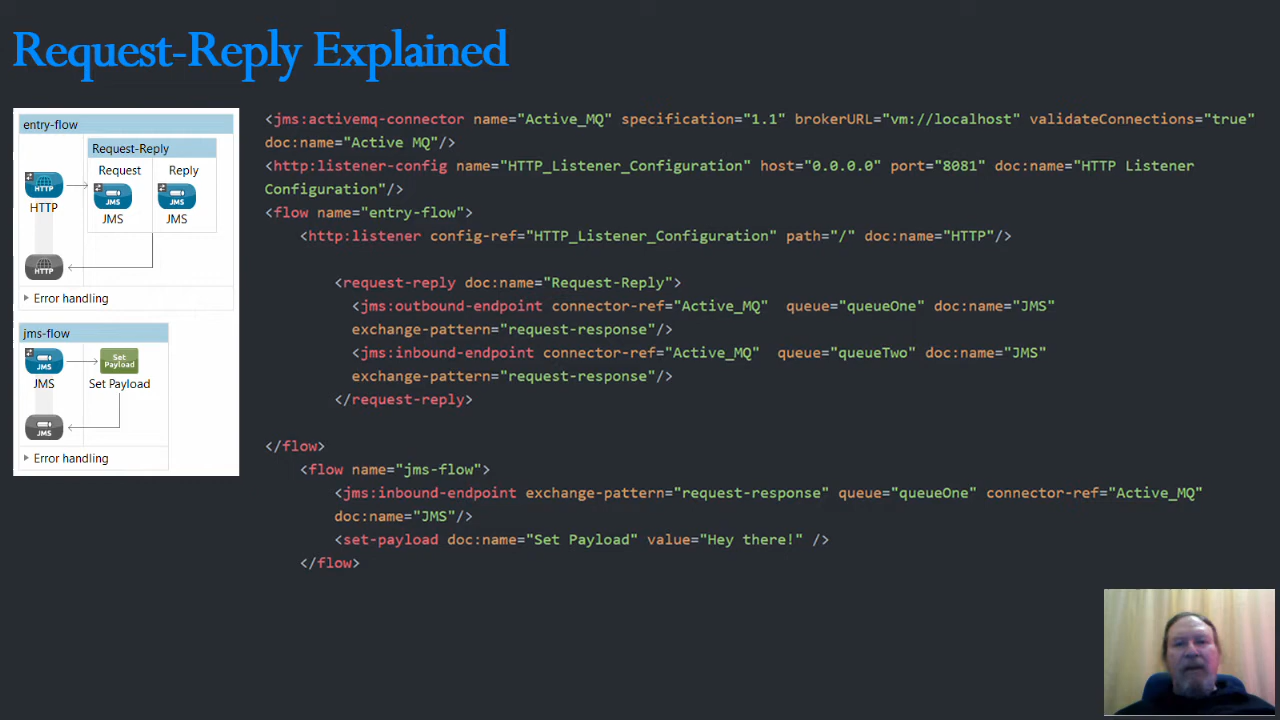 Request-Reply Explained
entry-flow
Request-Reply
Request Reply
HTTP
JMS JMS
HTTP
JMS JMS
HTTP
Error handling
jms-flow
JMS
Set
Payload
JMS
Set Payload
JMS
Error handling
<jms:activemq-connector name="Active_MQ" specification="1.1" brokerURL="vm://localhost" validateConnections="true"
doc:name="Active MQ"/>
<http:listener-config name="HTTP_Listener_Configuration" host="0.0.0.0" port="8081" doc:name="HTTP Listener
Configuration"/>
<flow name="entry-flow">
<http:listener config-ref="HTTP_Listener_Configuration" path="/" doc:name="HTTP"/>
<request-reply doc:name="Request-Reply">
<jms:outbound-endpoint connector-ref="Active_MQ" queue="queueOne" doc:name="JMS"
exchange-pattern="request-response"/>
<jms:inbound-endpoint connector-ref="Active_MQ" queue="queueTwo" doc:name="JMS"
exchange-pattern="request-response"/>
</request-reply>
</flow>
<flow name="jms-flow">
<jms:inbound-endpoint exchange-pattern="request-response" queue="queueOne" connector-ref="Active_MQ"
doc:name="JMS"/>
<set-payload doc:name="Set Payload" value="Hey there!" />
</flow>